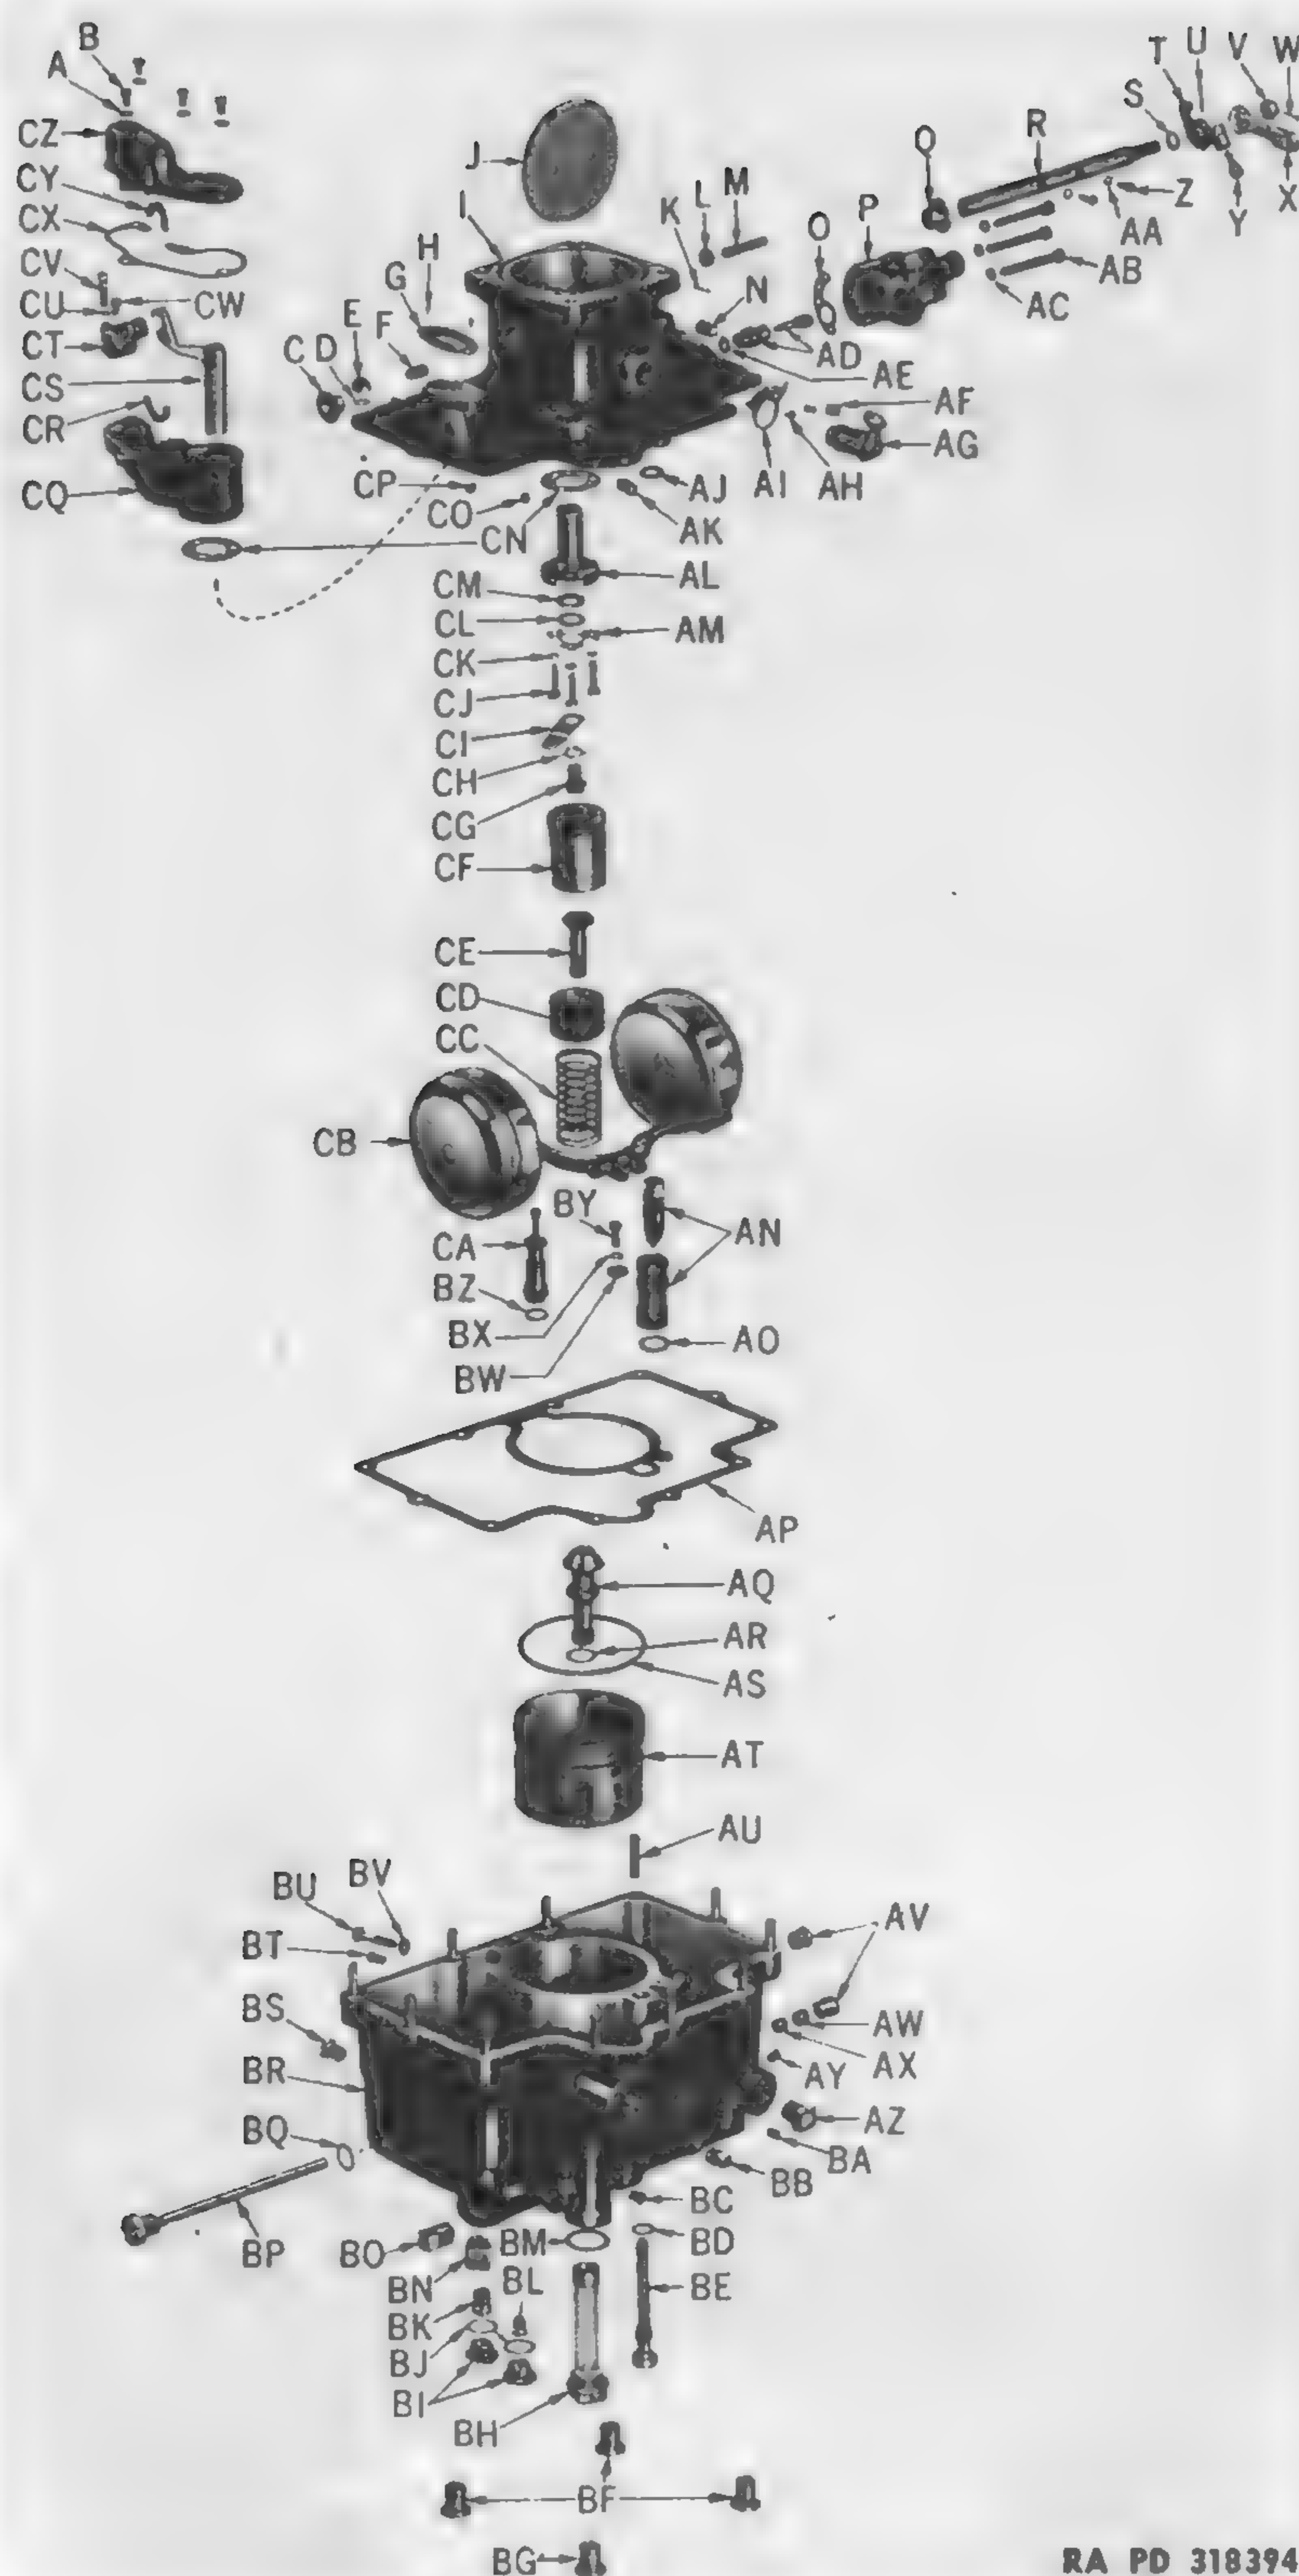 B
A
T U V W
S
CZ
Q R
J
CY
L M
K
I
O P
CX
H
Z
G
AA
Y X
CV
AB
N
CU CW
AC
E F
CT
AD
C D
AE
CS
AF
CR
AG
CP
AJ AI AH
CQ
CO
AK
CN
AL
CM
CL
AM
CK
CJ
CI
CH
CG
CF
CE
CD
CC
CB
BY
AN
CA
BZ
BX
AO
BW
AP
AQ
AR
AS
AT
AU
BV
BU
AV
BT
BS
AW
AX
BR
AY
AZ
BQ
BA
BB
BC
BP BO BM BD
BN BL BE
BK
BJ
BI
BH
BF
BG
RA PD 318394